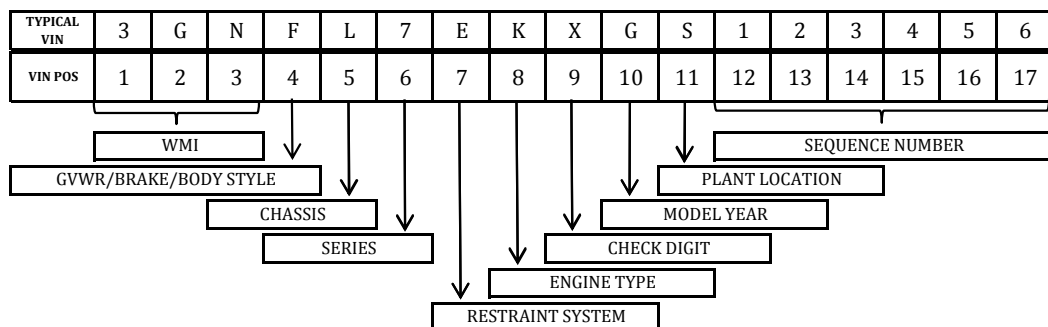 TYPICAL VIN 3 G N F L 7 E K X G S 1 2 3 4 5 6
VIN POS 1 2 3 4 5 6 7 8 9 10 11 12 13 14 15 16 17
WMI SEQUENCE NUMBER
GVWR/BRAKE/BODY STYLE PLANT LOCATION
CHASSIS MODEL YEAR
SERIES CHECK DIGIT
ENGINE TYPE
RESTRAINT SYSTEM